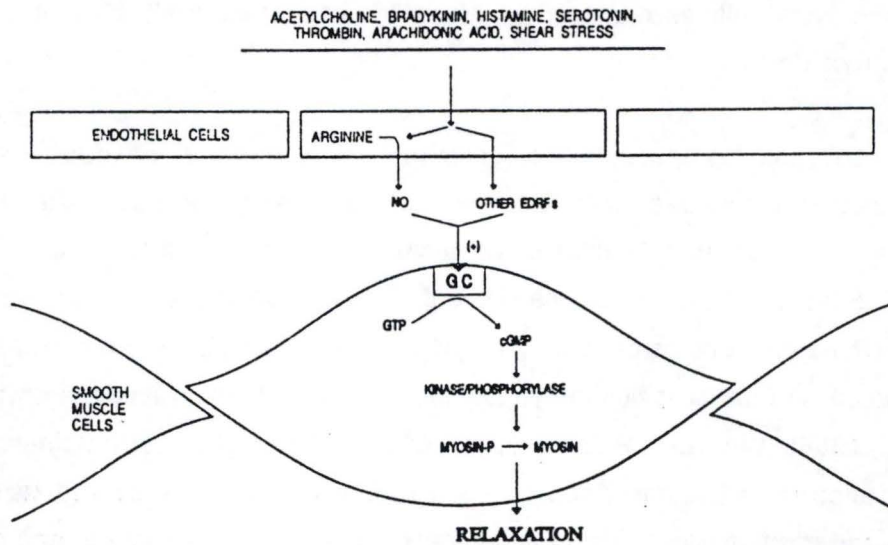 ACETYLCHOLINE, BRADYKININ, HISTAMINE, SEROTONIN,
THROMBIN, ARACHIDONIC ACID, SHEAR STRESS
ENDOTHELIAL CELLS
ARGININE
NO
OTHER EDRFs
(+)
GC
GTP
cGMP
KINASE/PHOSPHORYLASE
SMOOTH
MUSCLE
CELLS
MYOSIN-P
MYOSIN
RELAXATION